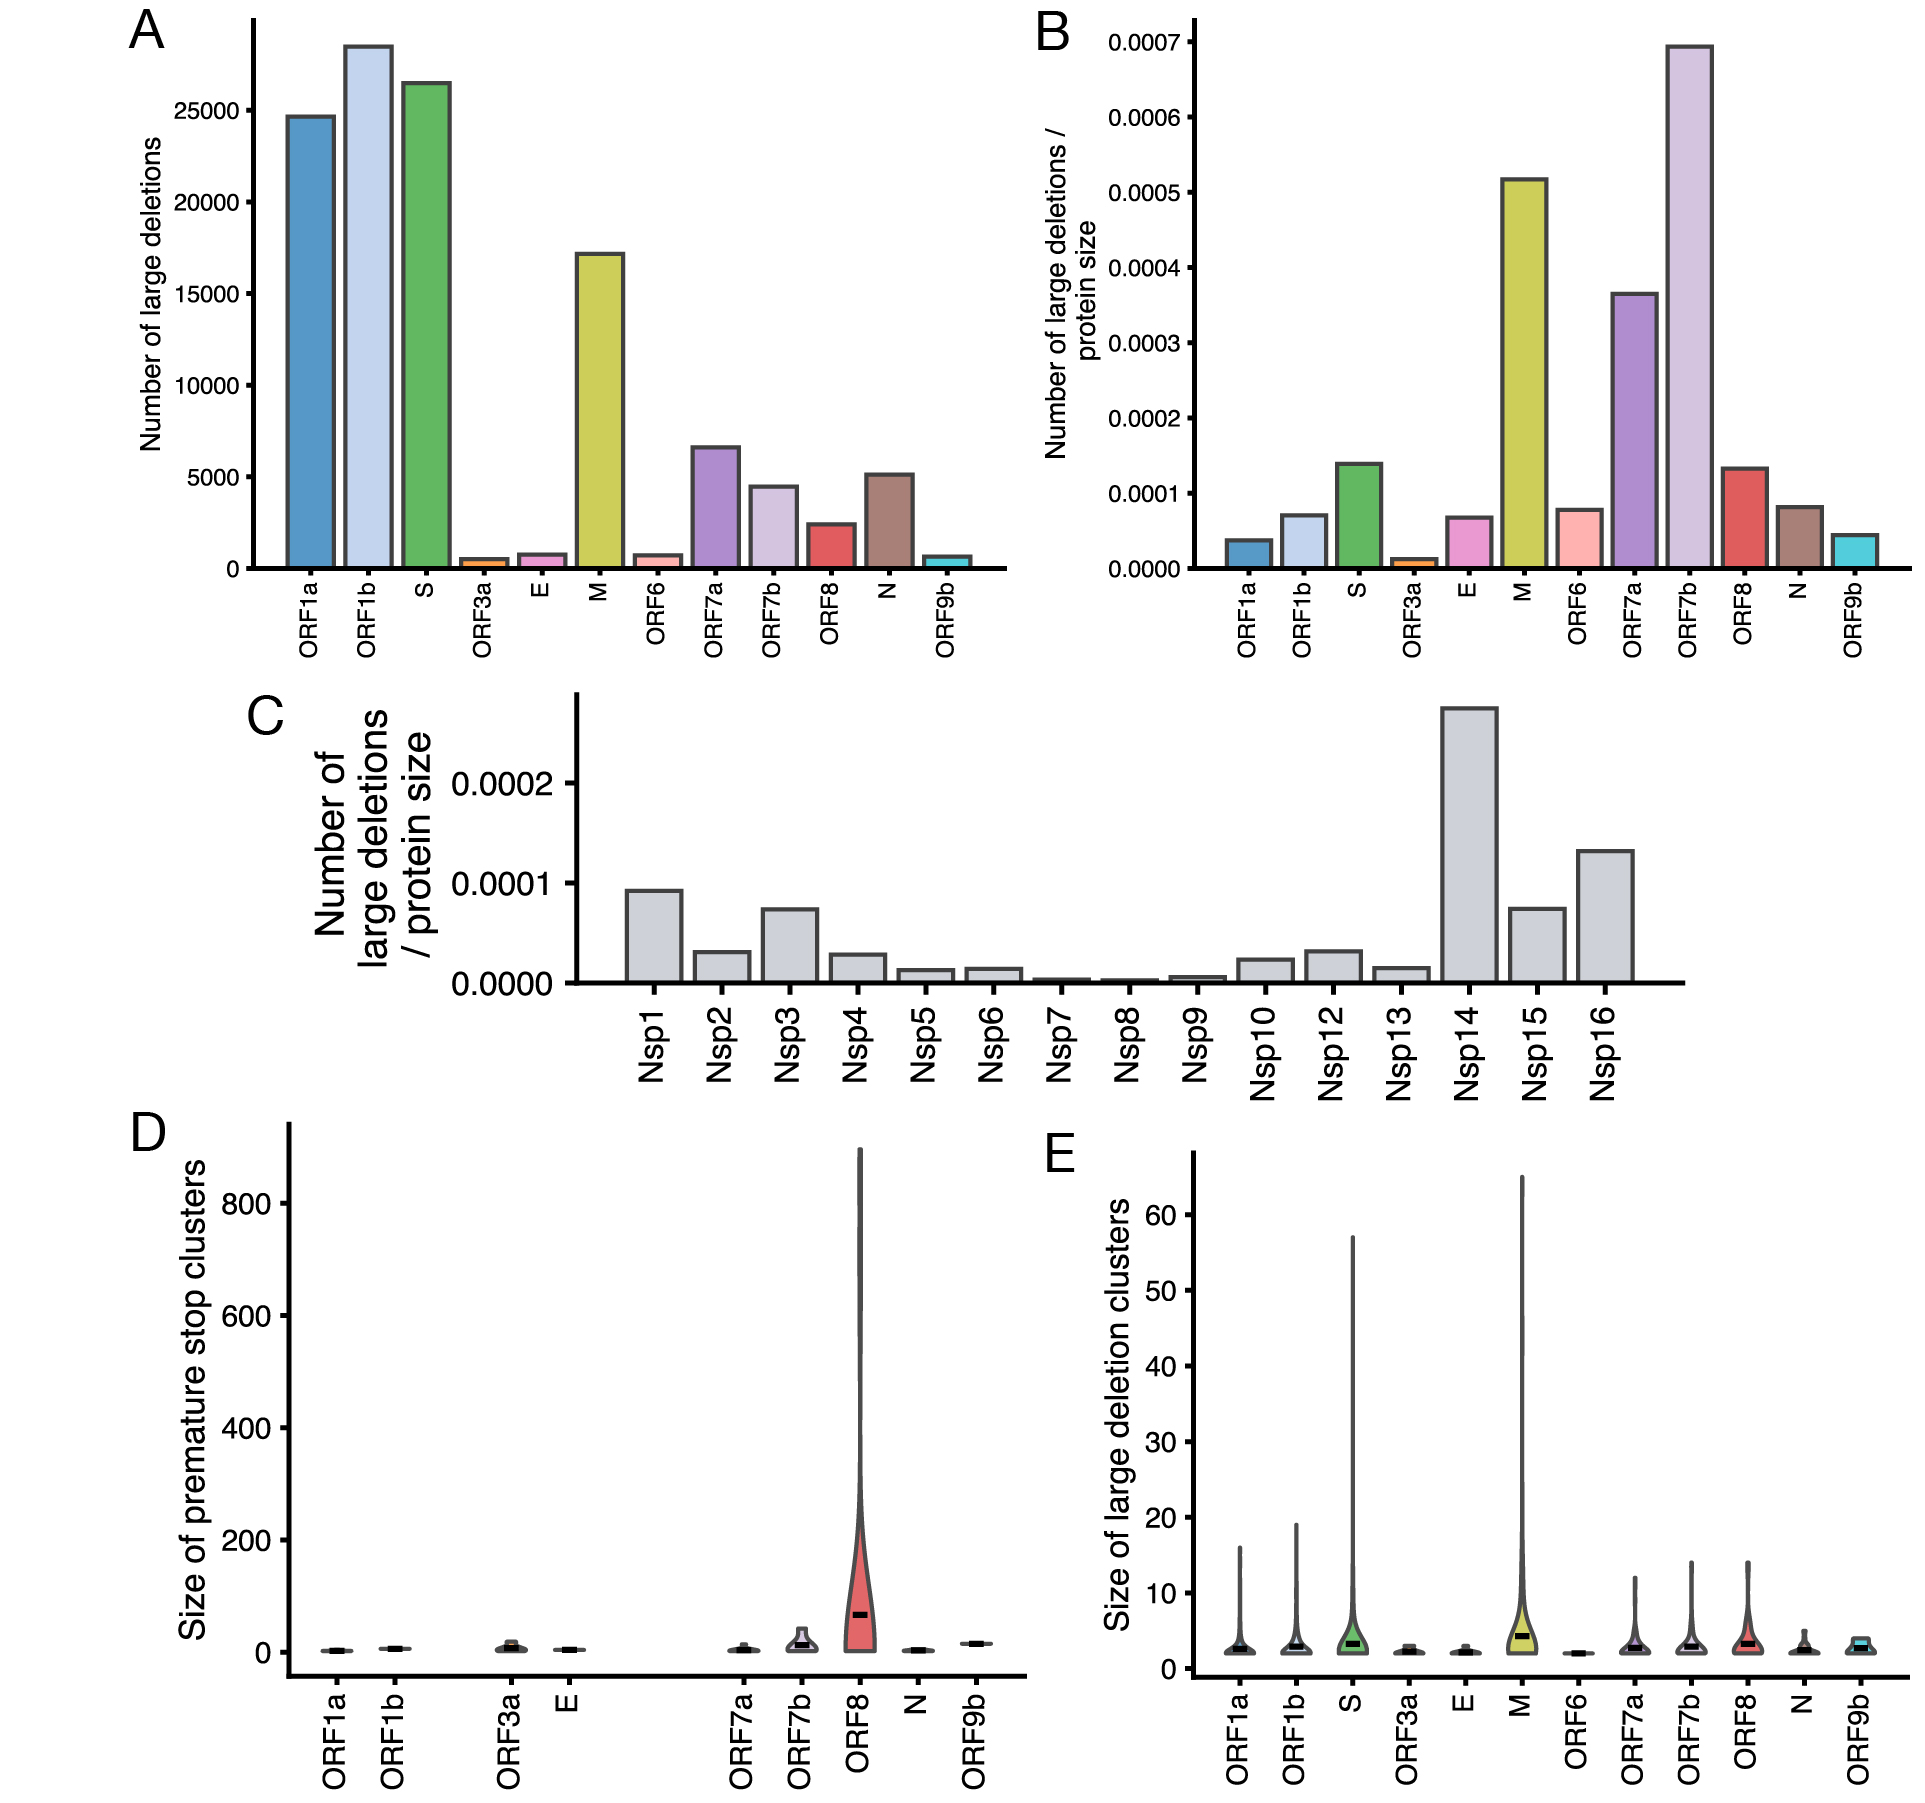 A
Number of large deletions
25000
20000
15000
10000
5000
0
ORF1a
ORF1b
S
ORF3a
E
M
ORF6
ORF7a
ORF7b
ORF8
N
ORF9b
B
Number of large deletions /
protein size
0.0007
0.0006
0.0005
0.0004
0.0003
0.0002
0.0001
0.0000
ORF1a
ORF1b
S
ORF3a
E
M
ORF6
ORF7a
ORF7b
ORF8
N
ORF9b
C
Number of
large deletions
/ protein size
0.0002
0.0001
0.0000
Nsp1
Nsp2
Nsp3
Nsp4
Nsp5
Nsp6
Nsp7
Nsp8
Nsp9
Nsp10
Nsp12
Nsp13
Nsp14
Nsp15
Nsp16
D
Size of premature stop clusters
800
600
400
200
0
ORF1a
ORF1b
ORF3a
E
ORF7a
ORF7b
ORF8
N
ORF9b
E
Size of large deletion clusters
60
50
40
30
20
10
0
ORF1a
ORF1b
S
ORF3a
E
M
ORF6
ORF7a
ORF7b
ORF8
N
ORF9b